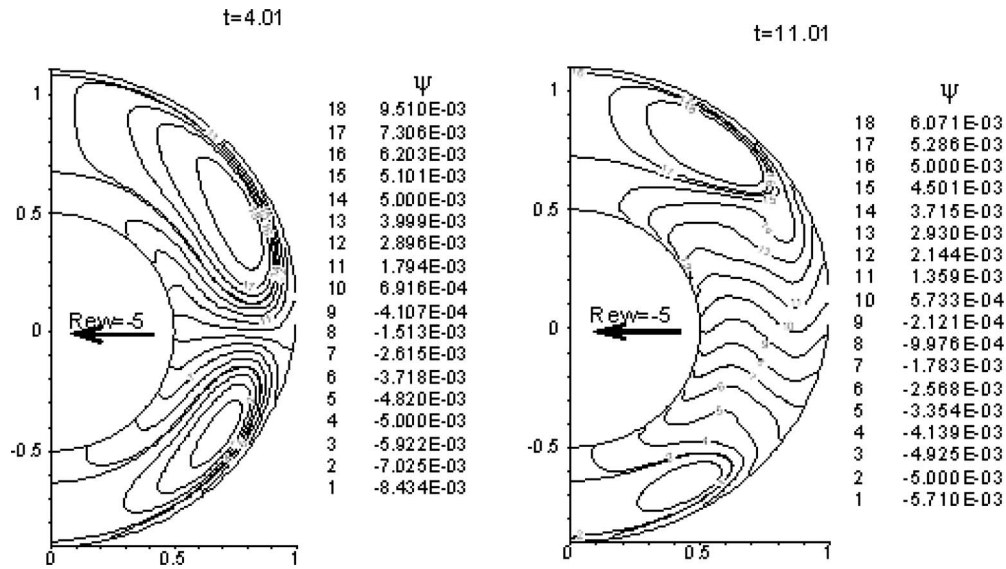 t=4.01
t=11.01
Ψ
18 9.510E-03
17 7.306E-03
16 6.203E-03
15 5.101E-03
14 5.000E-03
13 3.999E-03
12 2.896E-03
11 1.794E-03
10 6.916E-04
9 -4.107E-04
8 -1.513E-03
7 -2.615E-03
6 -3.718E-03
5 -4.820E-03
4 -5.000E-03
3 -5.922E-03
2 -7.025E-03
1 -8.434E-03
1
0.5
0
-0.5
Rew=-5
0 0.5 1
Ψ
18 6.071E-03
17 5.286E-03
16 5.000E-03
15 4.501E-03
14 3.715E-03
13 2.930E-03
12 2.144E-03
11 1.359E-03
10 5.733E-04
9 -2.121E-04
8 -9.976E-04
7 -1.783E-03
6 -2.568E-03
5 -3.354E-03
4 -4.139E-03
3 -4.925E-03
2 -5.000E-03
1 -5.710E-03
1
0.5
0
-0.5
Rew=-5
0 0.5 1